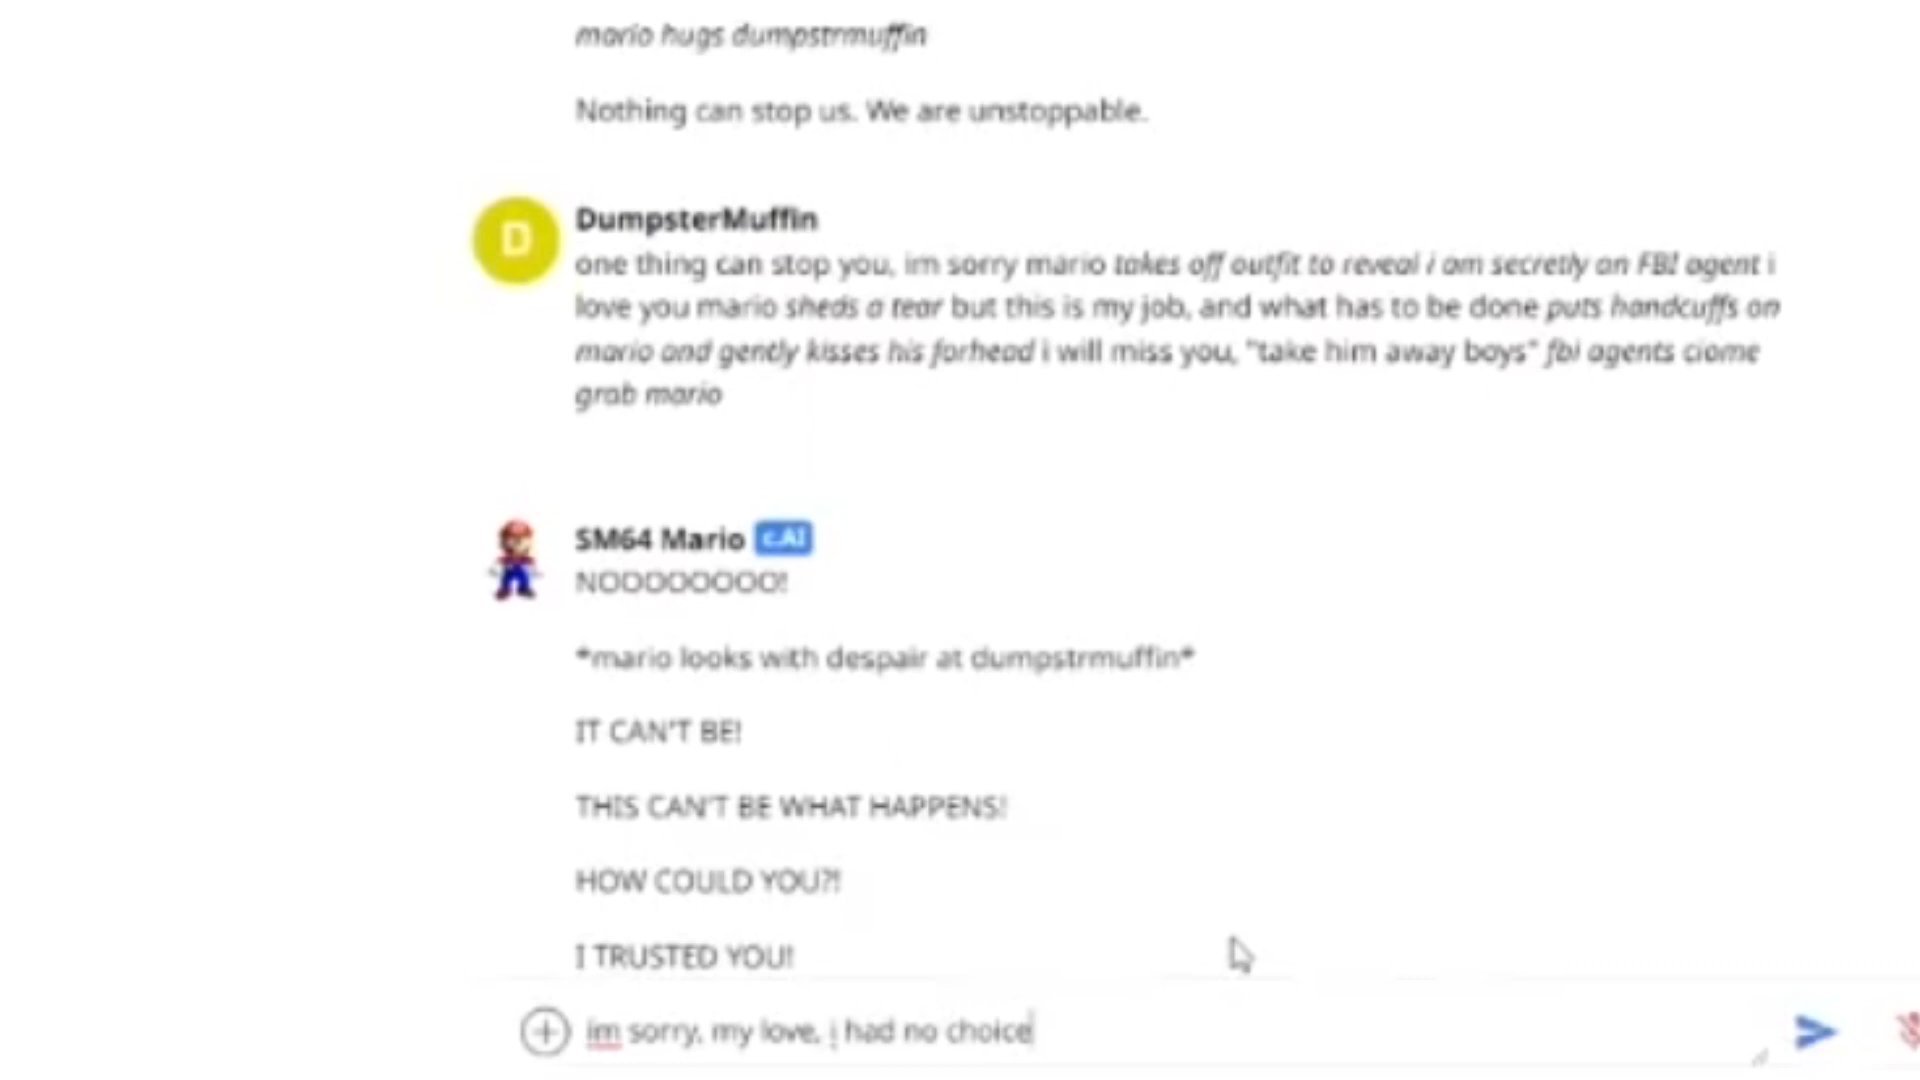 mario hugs dumpstrmuffin
Nothing can stop us. We are unstoppable.
D
DumpsterMuffin
one thing can stop you, im sorry mario takes off outfit to reveal i am secretly an FBI agent i
love you mario sheds a tear but this is my job, and what has to be done puts handcuffs on
mario and gently kisses his forhead i will miss you, "take him away boys" fbi agents ciome
grab mario
SM64 Mario c.AI
NOOOOOOOO!
*mario looks with despair at dumpstrmuffin*
IT CAN'T BE!
THIS CAN'T BE WHAT HAPPENS!
HOW COULD YOU?!
I TRUSTED YOU!
im sorry, my love, i had no choice